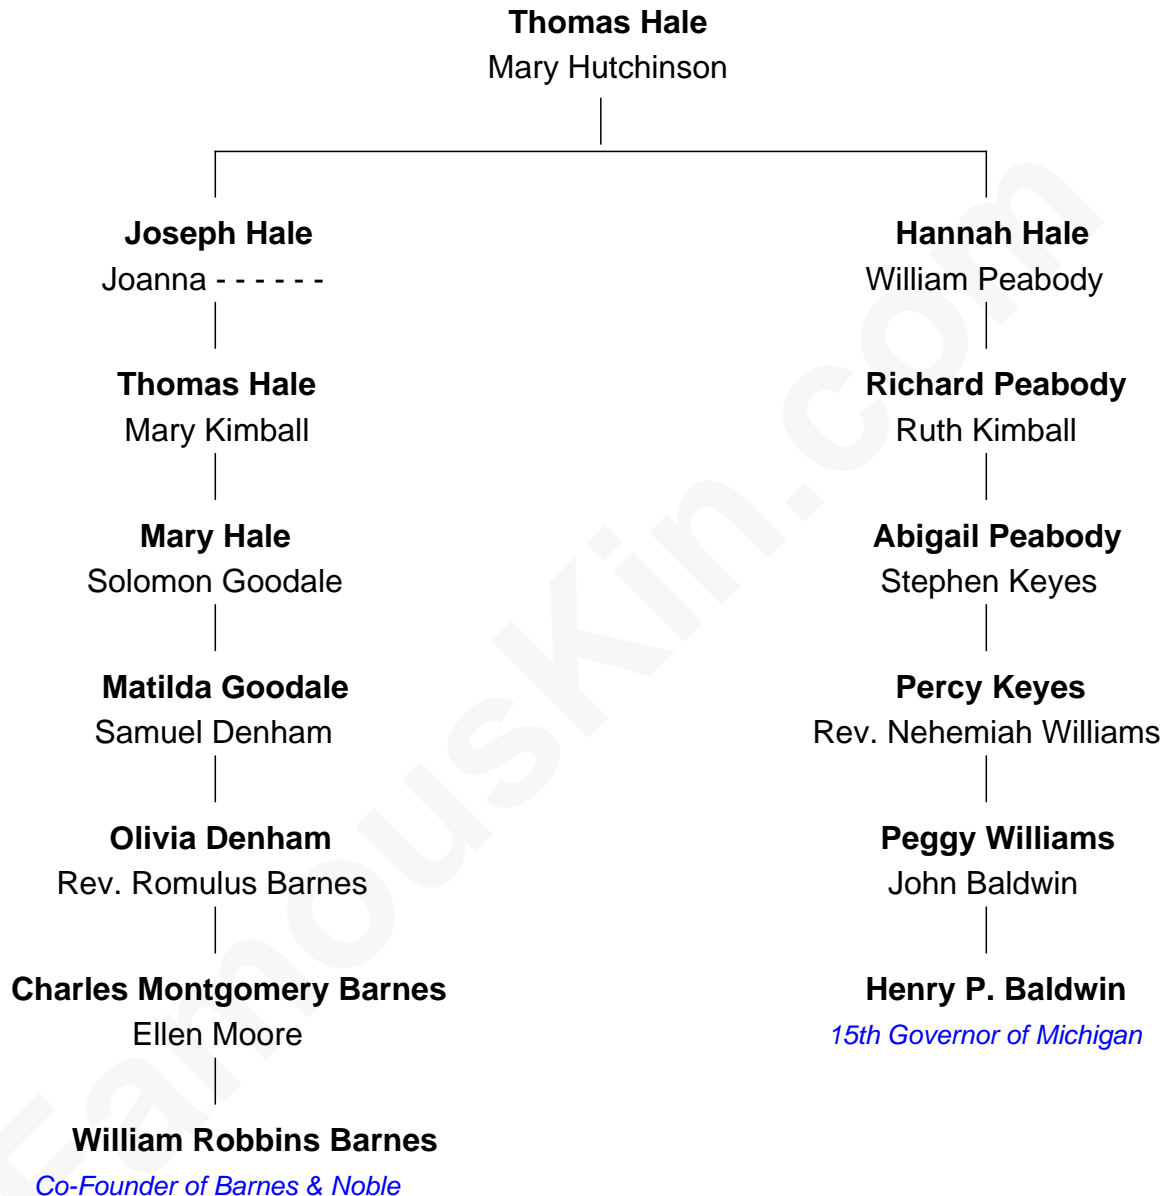 Thomas Hale
Mary Hutchinson
Joseph Hale
Joanna - - - - - -
Hannah Hale
William Peabody
Thomas Hale
Mary Kimball
Richard Peabody
Ruth Kimball
Mary Hale
Solomon Goodale
Abigail Peabody
Stephen Keyes
Matilda Goodale
Samuel Denham
Percy Keyes
Rev. Nehemiah Williams
Olivia Denham
Rev. Romulus Barnes
Peggy Williams
John Baldwin
Charles Montgomery Barnes
Ellen Moore
Henry P. Baldwin
15th Governor of Michigan
William Robbins Barnes
Co-Founder of Barnes & Noble
FamousKin.com